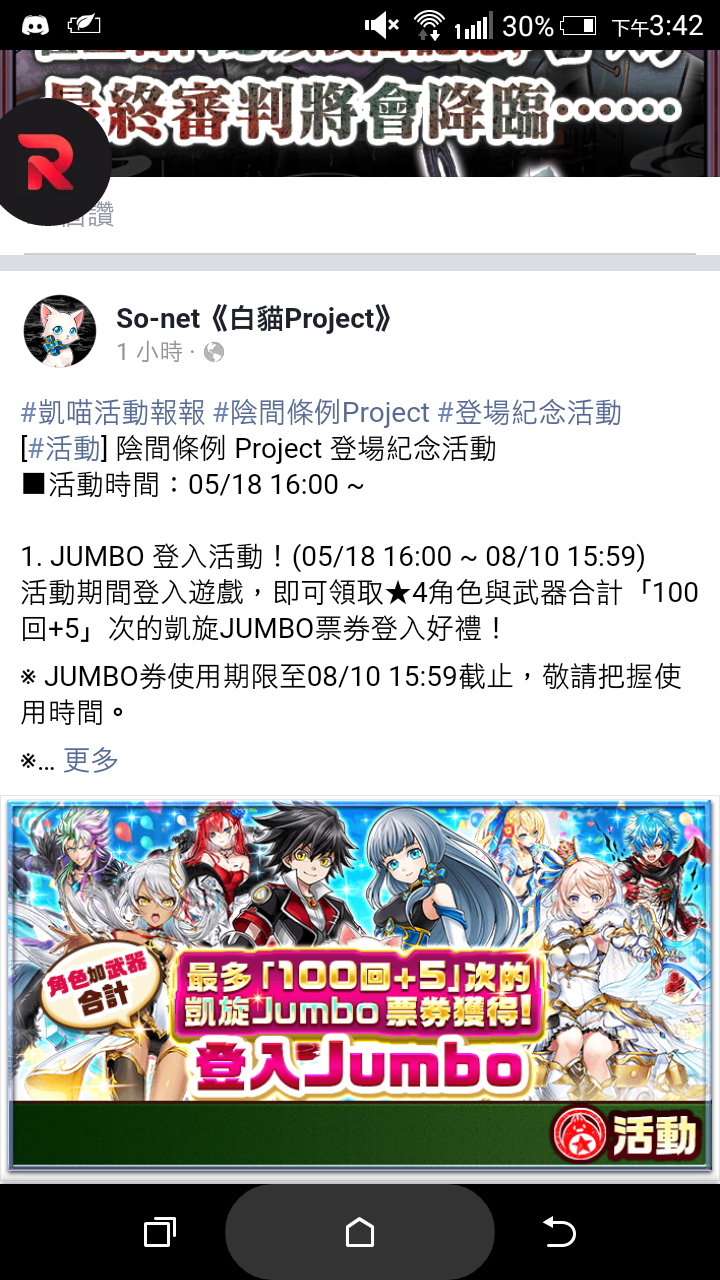 30% 下午3:42
最終審判將會降臨⋯⋯
個讚
So-net《白貓Project》
1 小時 ·
#凱喵活動報報 #陰間條例Project #登場紀念活動
[#活動] 陰間條例 Project 登場紀念活動
■活動時間：05/18 16:00 ~
1. JUMBO 登入活動！(05/18 16:00 ~ 08/10 15:59)
活動期間登入遊戲，即可領取★4角色與武器合計「100
回+5」次的凱旋JUMBO票券登入好禮！
※ JUMBO券使用期限至08/10 15:59截止，敬請把握使
用時間。
※... 更多
角色加武器
合計
最多「100回+5」次的
凱旋Jumbo票券獲得!
登入Jumbo
活動